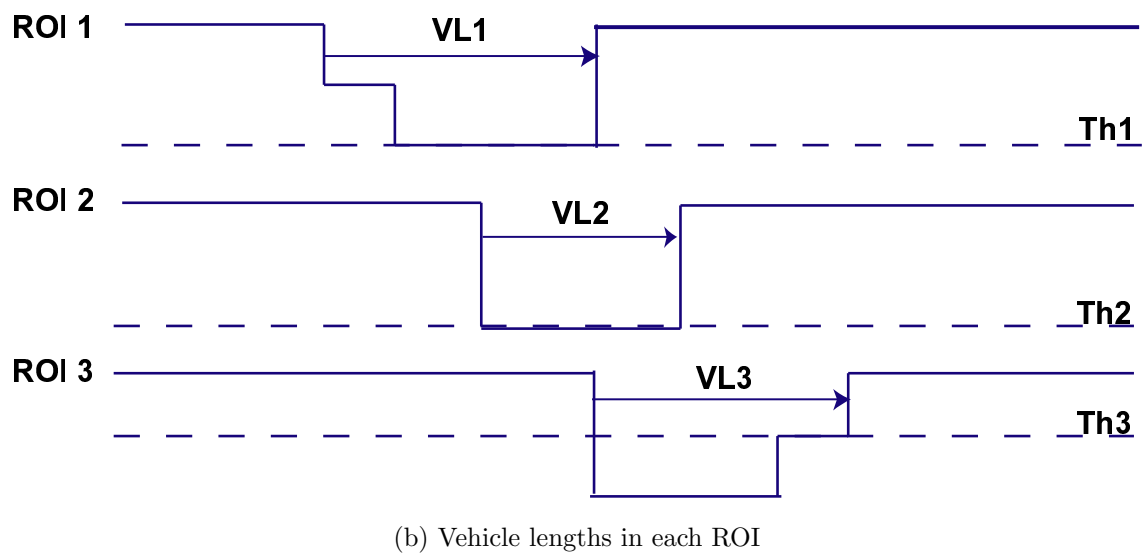 ROI 1
VL1
Th1
ROI 2
VL2
Th2
ROI 3
VL3
Th3
(b) Vehicle lengths in each ROI